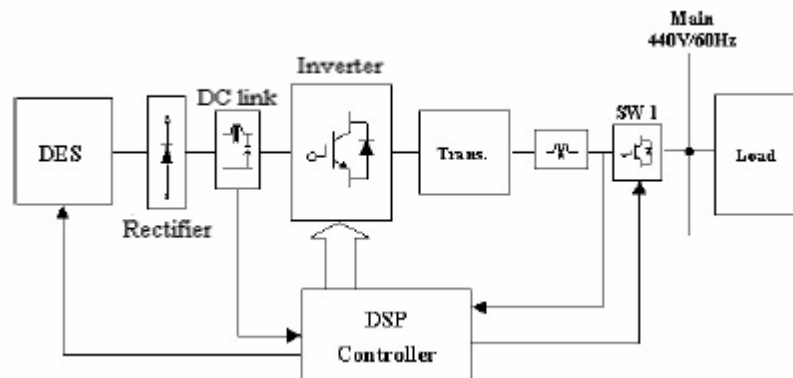 Main
440V/60Hz
Inverter
DC link
SW 1
DES
Trans.
Load
Rectifier
DSP
Controller